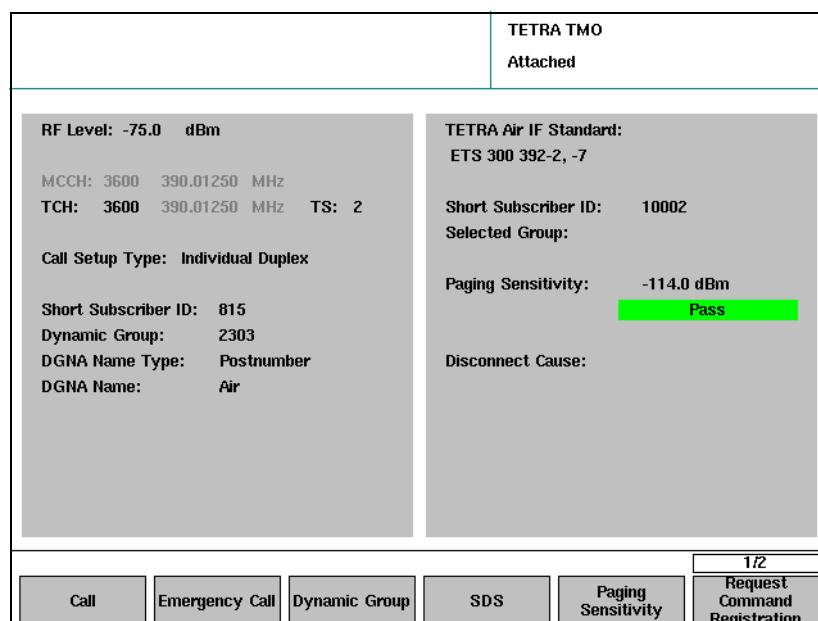 TETRA TMO
Attached
RF Level: -75.0 dBm
MCCH: 3600 390.01250 MHz
TCH: 3600 390.01250 MHz TS: 2
Call Setup Type: Individual Duplex
Short Subscriber ID: 815
Dynamic Group: 2303
DGNA Name Type: Postnumber
DGNA Name: Air
TETRA Air IF Standard:
ETS 300 392-2, -7
Short Subscriber ID: 10002
Selected Group:
Paging Sensitivity: -114.0 dBm
Pass
Disconnect Cause:
1/2
Call
Emergency Call
Dynamic Group
SDS
Paging
Sensitivity
Request
Command
Registration